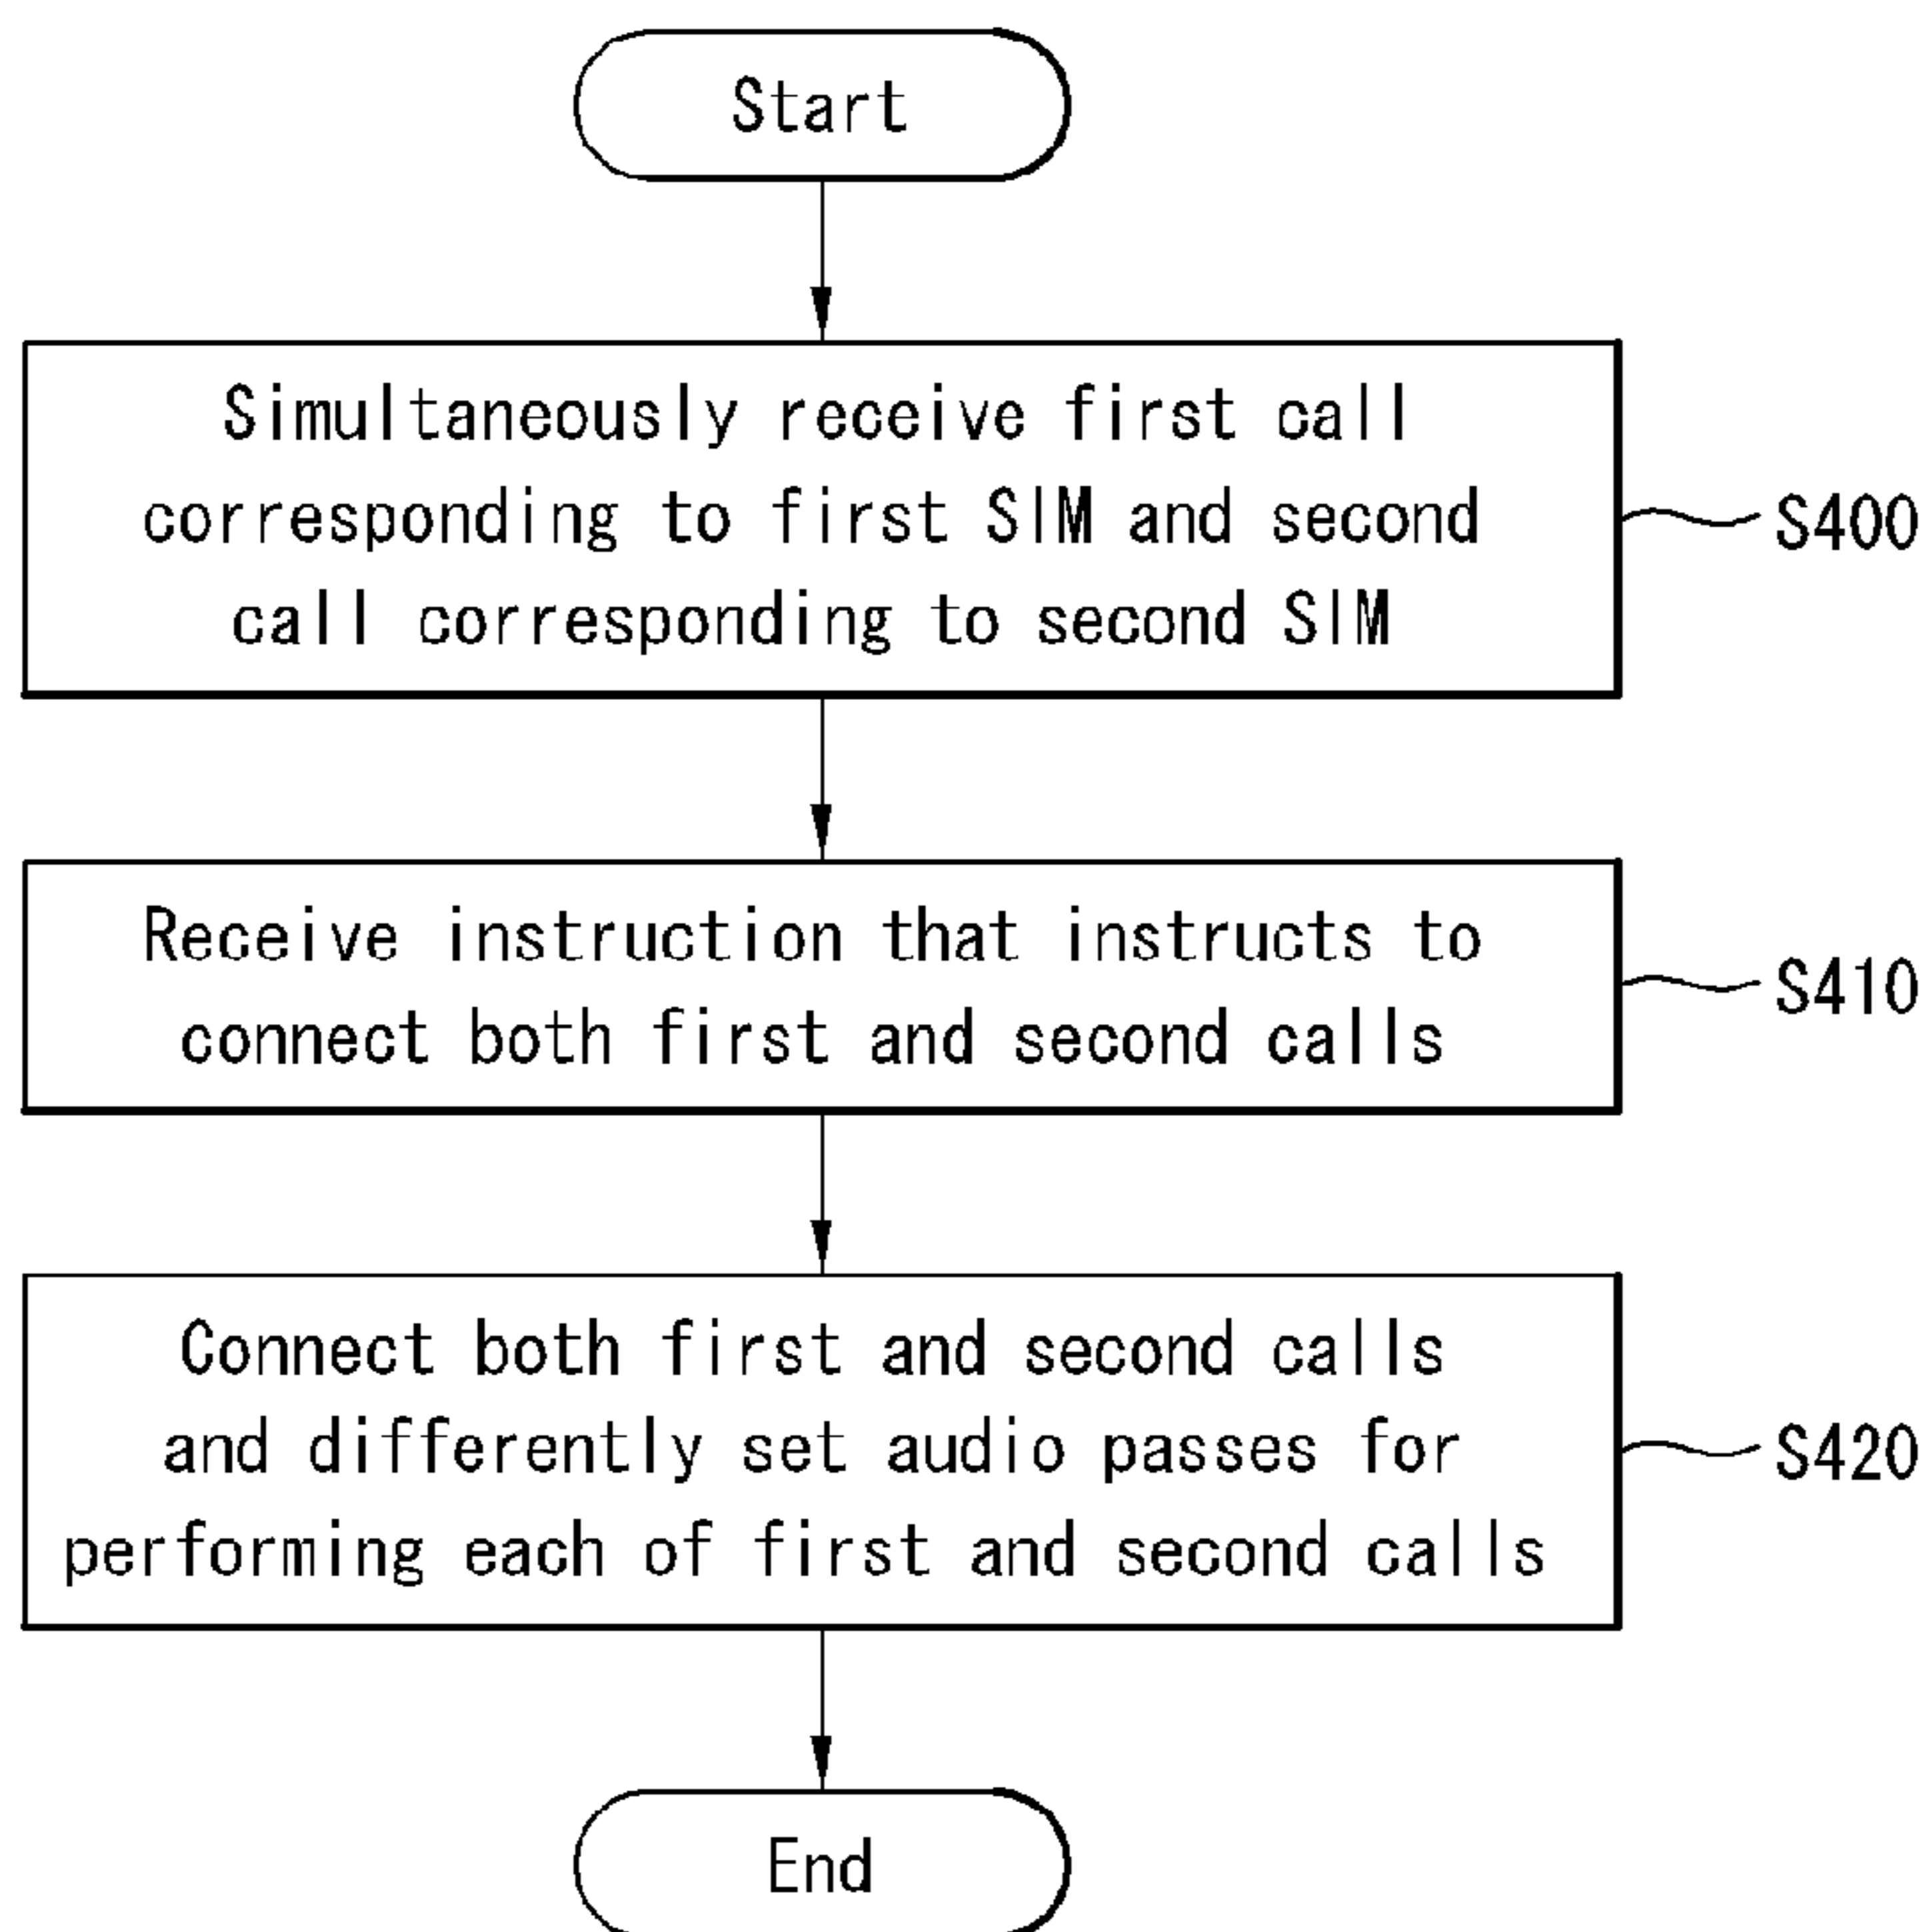 Start
Simultaneously receive first call
corresponding to first SIM and second
call corresponding to second SIM
S400
Receive instruction that instructs to
connect both first and second calls
S410
Connect both first and second calls
and differently set audio passes for
performing each of first and second calls
S420
End